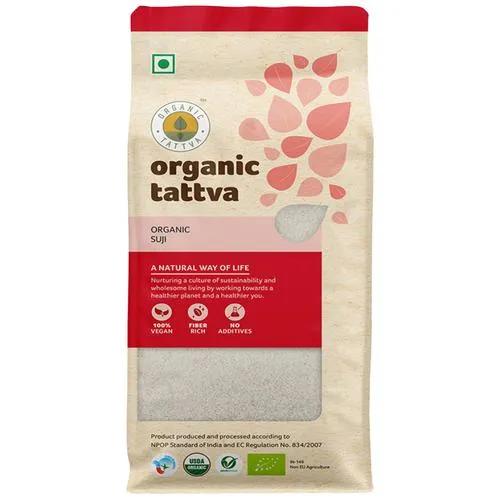 ORGANIC
TATTVA
TM
organic
tattva
ORGANIC
SUJI
A NATURAL WAY OF LIFE
Nurturing a culture of sustainability and
wholesome living by working towards a
healthier planet and a healthier you.
100%
VEGAN
FIBER
RICH
NO
ADDITIVES
Product produced and processed according to
NPOP Standard of India and EC Regulation No. 834/2007
USDA
ORGANIC
Non EU Agriculture